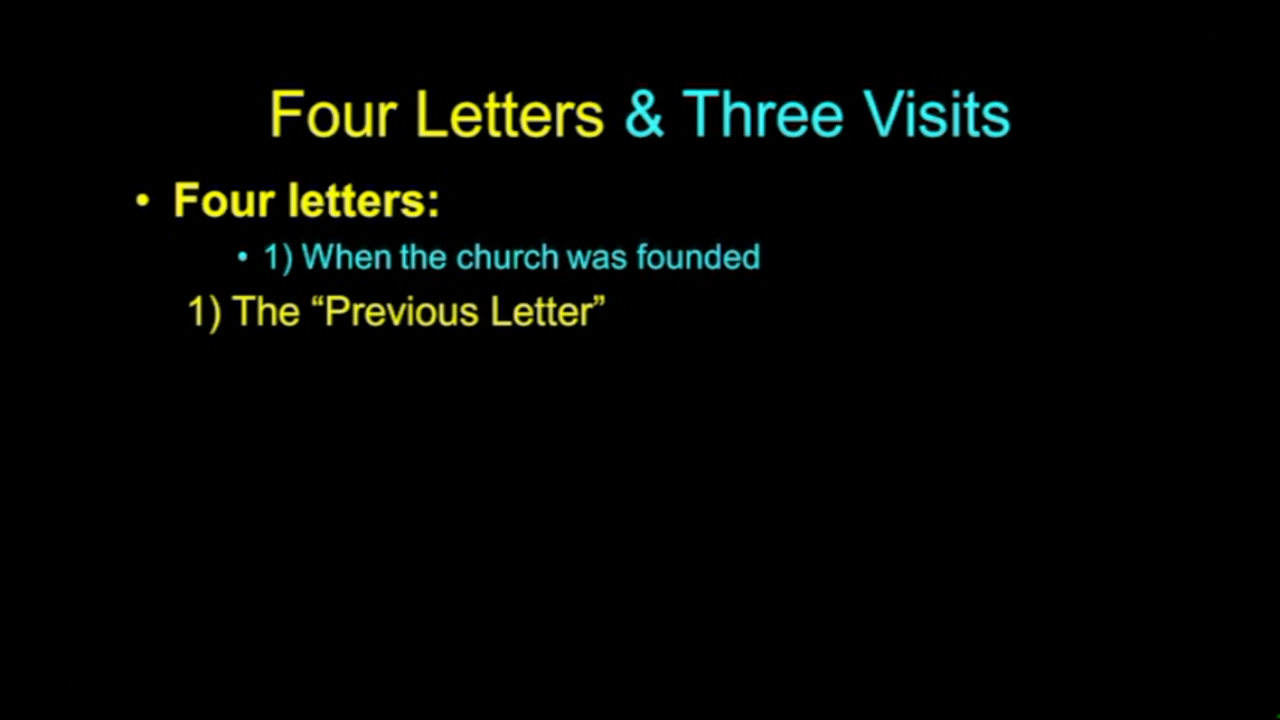 Four Letters & Three Visits
• Four letters:
• 1) When the church was founded
1) The “Previous Letter”